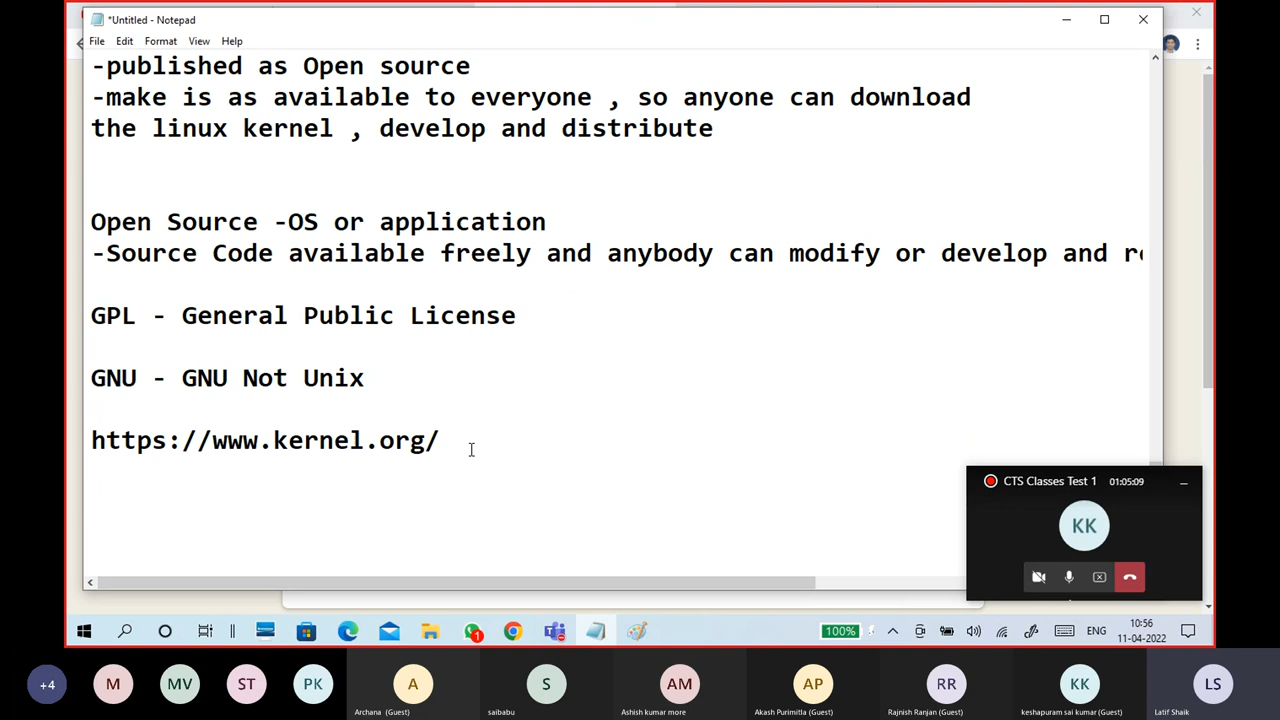 *Untitled - Notepad
File Edit Format View Help
-published as Open source
-make is as available to everyone , so anyone can download
the linux kernel , develop and distribute
Open Source -OS or application
-Source Code available freely and anybody can modify or develop and
GPL - General Public License
GNU - GNU Not Unix
https://www.kernel.org/
CTS Classes Test 1 01:05:09
KK
1
100%
ENG
10:56
11-04-2022
+4
M
MV
ST
PK
A
S
AM
AP
RR
KK
LS
Archana (Guest)
saibabu
Ashish kumar more
Akash Purimitla (Guest)
Rajnish Ranjan (Guest)
keshapuram sai kumar (Guest)
Latif Shaik